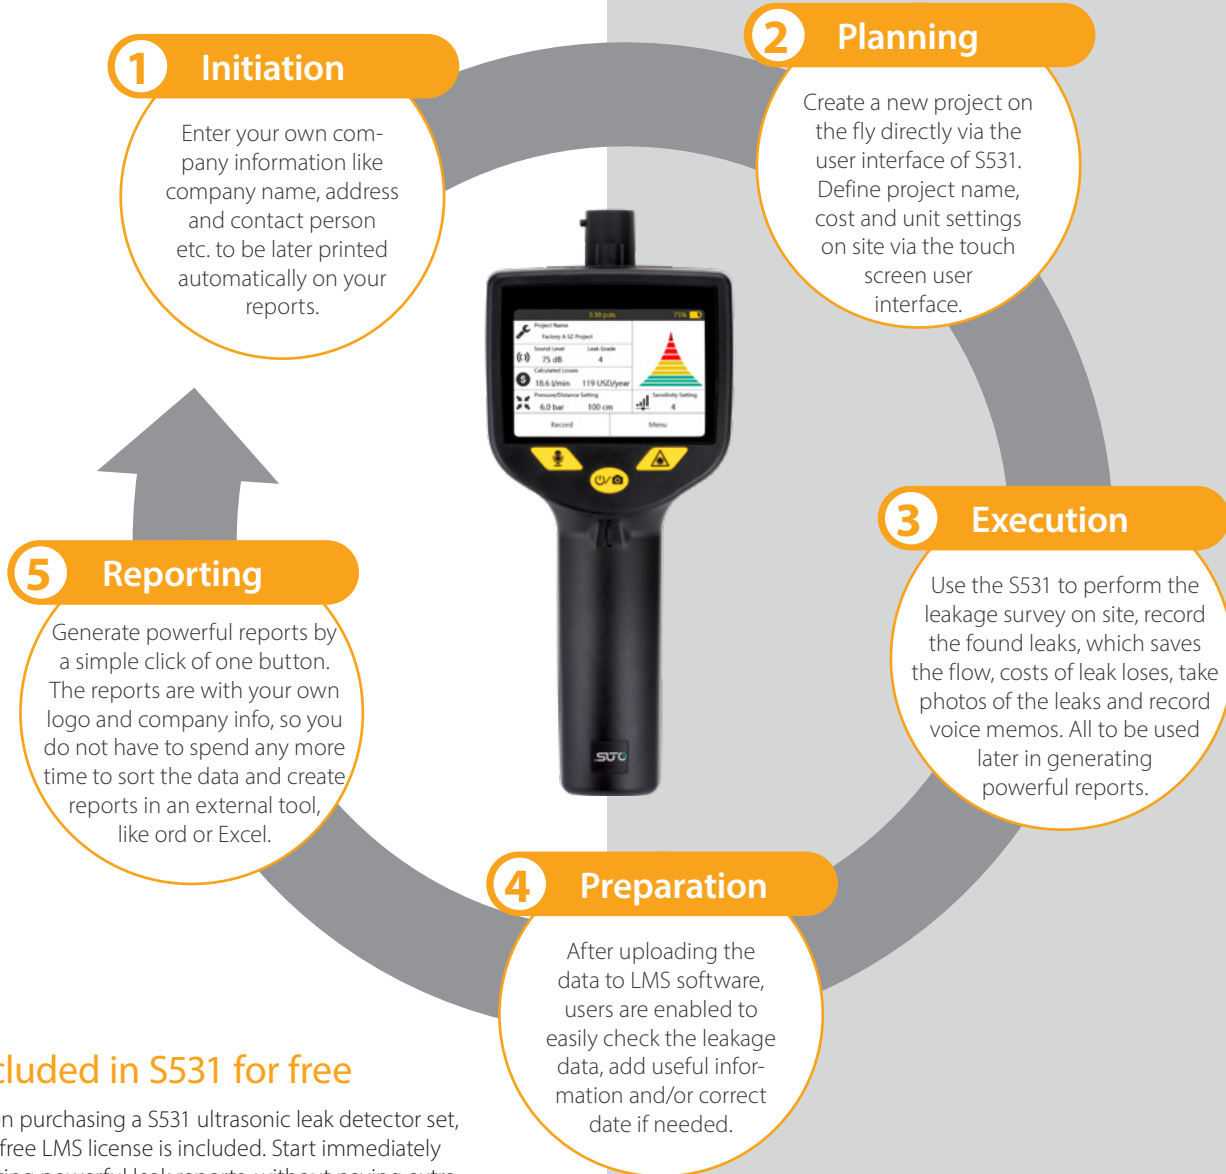 1 Initiation
Enter your own com-
pany information like
company name, address
and contact person
etc. to be later printed
automatically on your
reports.
2 Planning
Create a new project on
the fly directly via the
user interface of S531.
Define project name,
cost and unit settings
on site via the touch
screen user
interface.
3:30 p.m. 75%
Project Name
Factory A SZ Project
Sound Level Leak Grade
75 dB 4
Calculated Losses
18.6 l/min 119 USD/year
Pressure/Distance Setting
6.0 bar 100 cm
Sensitivity Setting
4
Record Menu
SUTO
3 Execution
Use the S531 to perform the
leakage survey on site, record
the found leaks, which saves
the flow, costs of leak loses, take
photos of the leaks and record
voice memos. All to be used
later in generating
powerful reports.
4 Preparation
After uploading the
data to LMS software,
users are enabled to
easily check the leakage
data, add useful infor-
mation and/or correct
date if needed.
5 Reporting
Generate powerful reports by
a simple click of one button.
The reports are with your own
logo and company info, so you
do not have to spend any more
time to sort the data and create
reports in an external tool,
like ord or Excel.
cluded in S531 for free
en purchasing a S531 ultrasonic leak detector set,
free LMS license is included. Start immediately